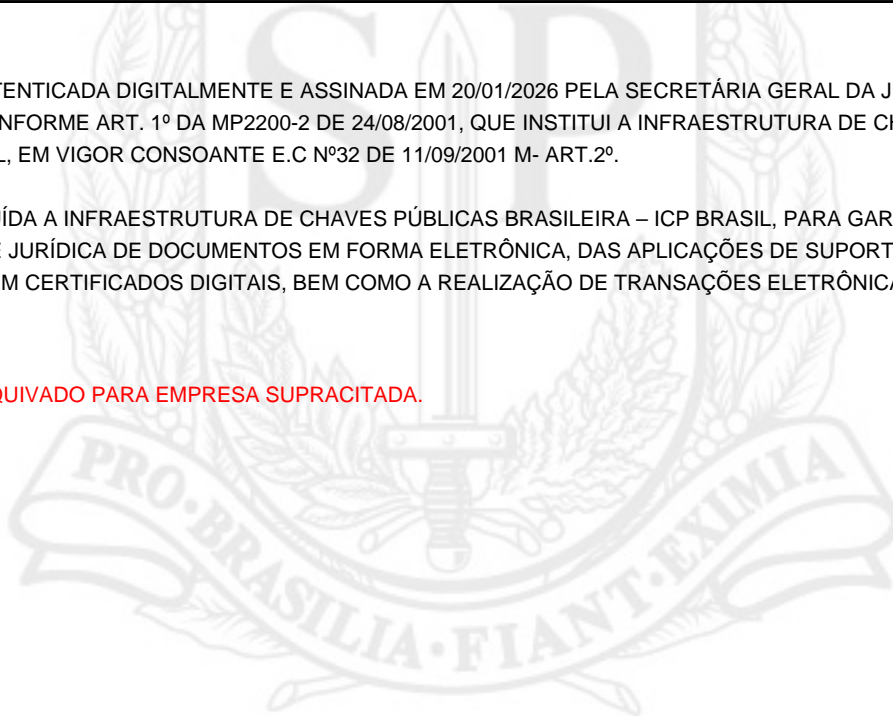 TENTICADA DIGITALMENTE E ASSINADA EM 20/01/2026 PELA SECRETÁRIA GERAL DA J
NFORME ART. 1º DA MP2200-2 DE 24/08/2001, QUE INSTITUI A INFRAESTRUTURA DE CH
L, EM VIGOR CONSOANTE E.C Nº32 DE 11/09/2001 M- ART.2º.
UÍDA A INFRAESTRUTURA DE CHAVES PÚBLICAS BRASILEIRA – ICP BRASIL, PARA GAR
E JURÍDICA DE DOCUMENTOS EM FORMA ELETRÔNICA, DAS APLICAÇÕES DE SUPORT
M CERTIFICADOS DIGITAIS, BEM COMO A REALIZAÇÃO DE TRANSAÇÕES ELETRÔNICA
QUIVADO PARA EMPRESA SUPRACITADA.
SP
PRO·BRASILIA·FIANT·EXIMIA